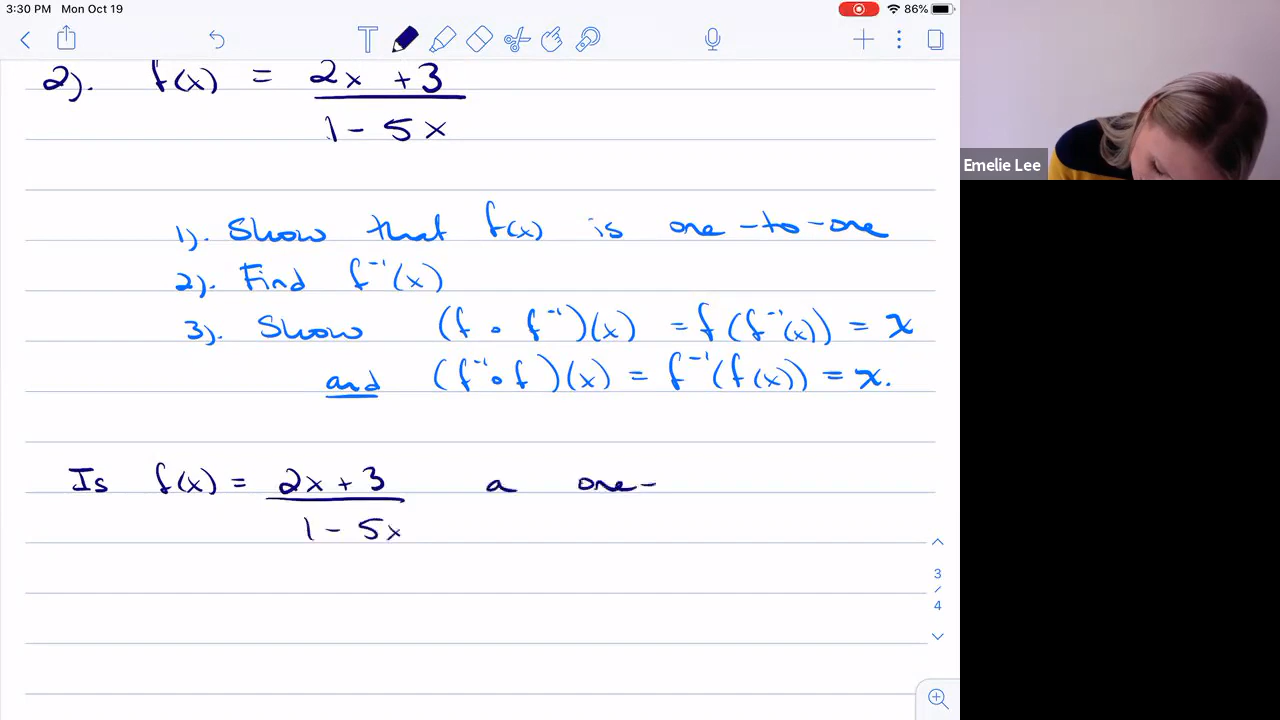 3:30 PM Mon Oct 19
86%
2). f(x) = 2x + 3
1 - 5x
1). Show that f(x) is one-to-one
2). Find f⁻¹(x)
3). Show (f ∘ f⁻¹)(x) = f(f⁻¹(x)) = x
and (f⁻¹∘f)(x) = f⁻¹(f(x)) = x.
Is f(x) = 2x + 3 a one-
1 - 5x
3
/
4
Emelie Lee